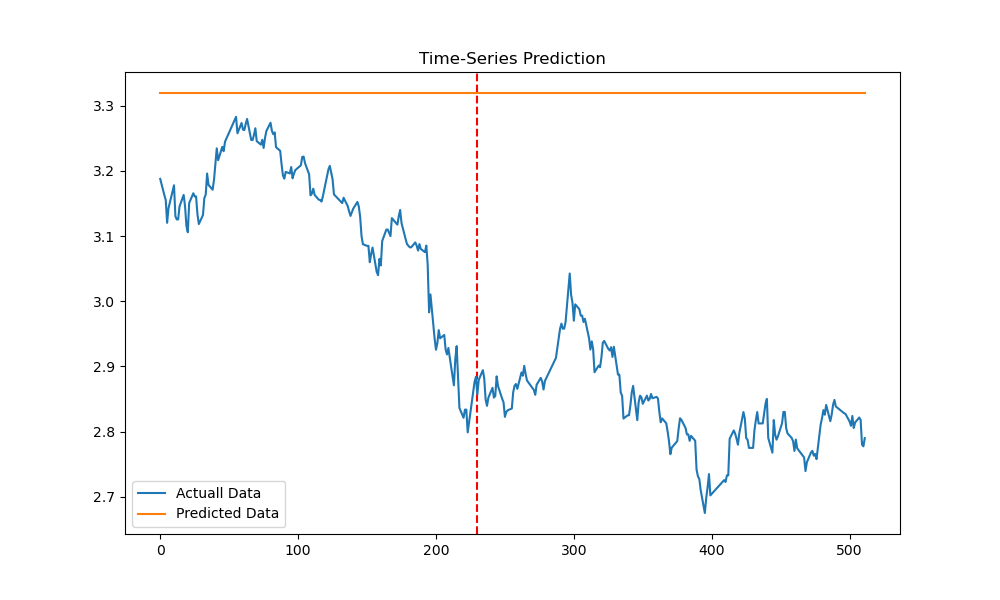 Time-Series Prediction
3.3
3.2
3.1
3.0
2.9
2.8
2.7
Actuall Data
Predicted Data
0 100 200 300 400 500